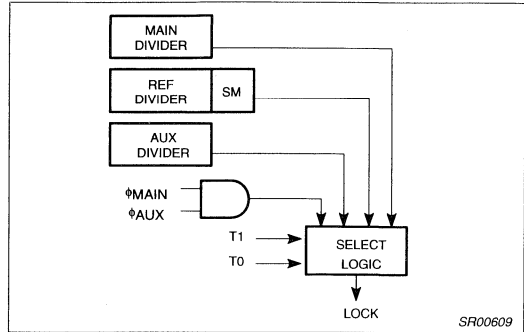 MAIN
DIVIDER
REF
DIVIDER
SM
AUX
DIVIDER
ϕMAIN
ϕAUX
T1
T0
SELECT
LOGIC
LOCK
SR00609